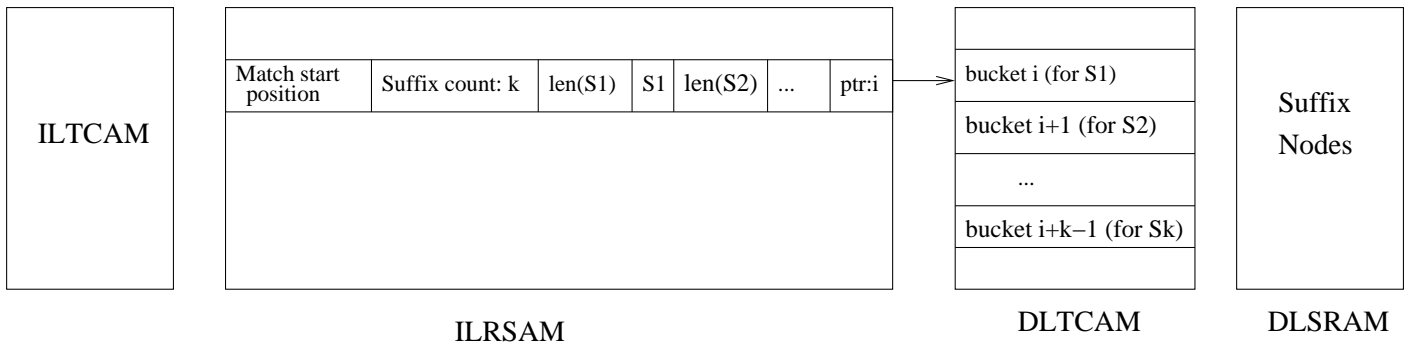 ILTCAM
Match start
position
Suffix count: k
len(S1)
S1
len(S2)
...
ptr:i
bucket i (for S1)
bucket i+1 (for S2)
...
bucket i+k−1 (for Sk)
Suffix
Nodes
ILRSAM
DLTCAM
DLSRAM